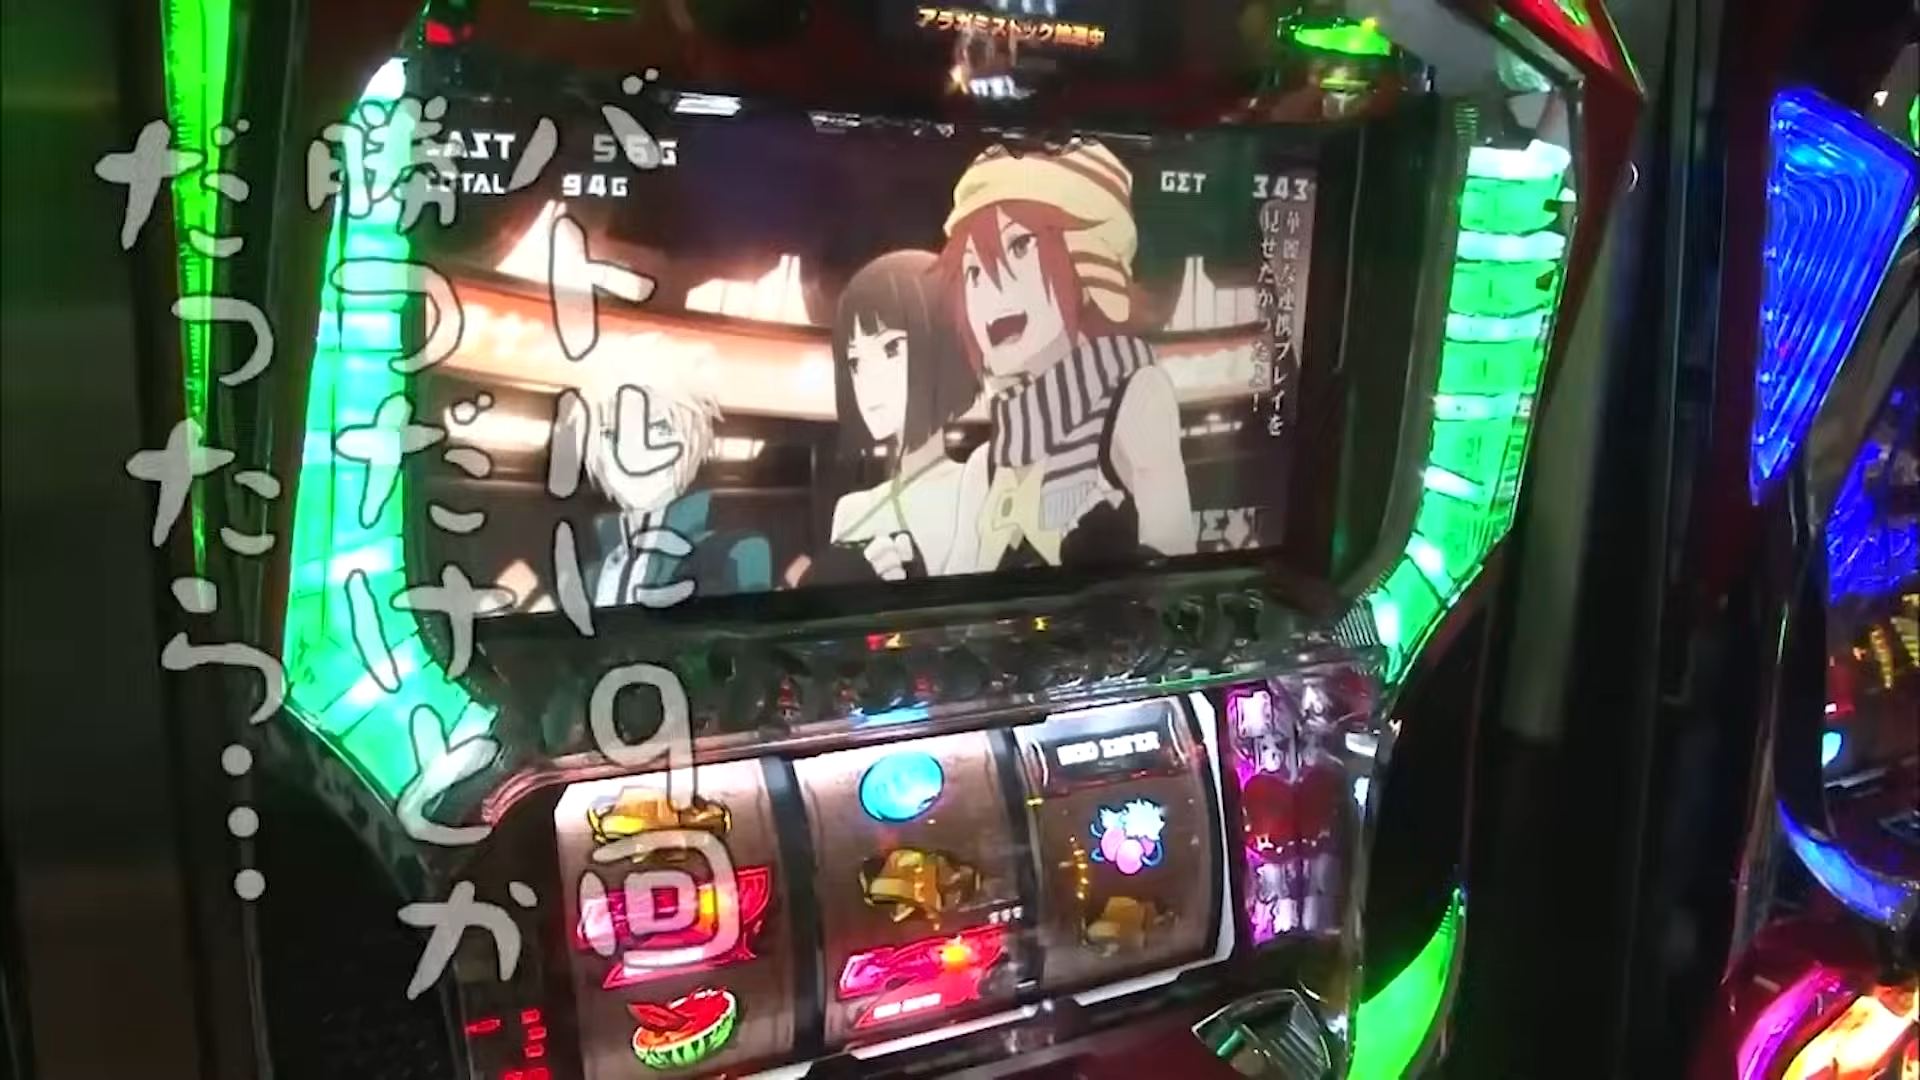 アラガミストック抽選中
LAST 56G
TOTAL 94G
GET 343
華麗な連携プレイを
見せたかったな!
NEXT
バトルに9回
勝つだけとか
だったら…